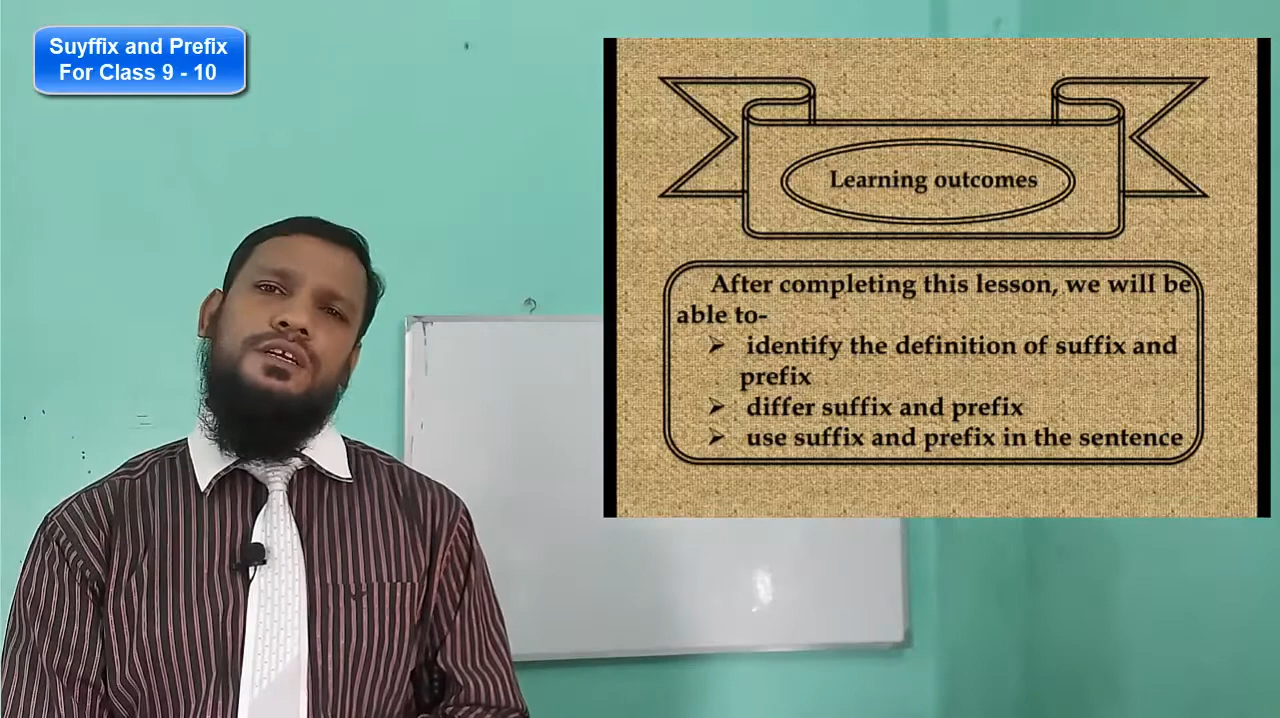 Suyffix and Prefix
For Class 9 - 10
Learning outcomes
After completing this lesson, we will be
able to-
➢ identify the definition of suffix and
prefix
➢ differ suffix and prefix
➢ use suffix and prefix in the sentence